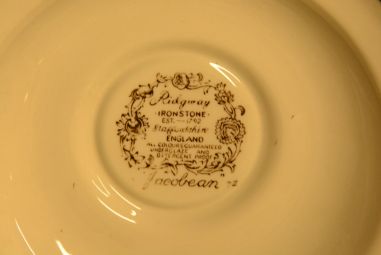 Ridgway
IRONSTONE
EST. 1792
Staffordshire
ENGLAND
ALL COLOURS GUARANTEED
UNDERGLAZE AND
DETERGENT PROOF
"Jacobean"